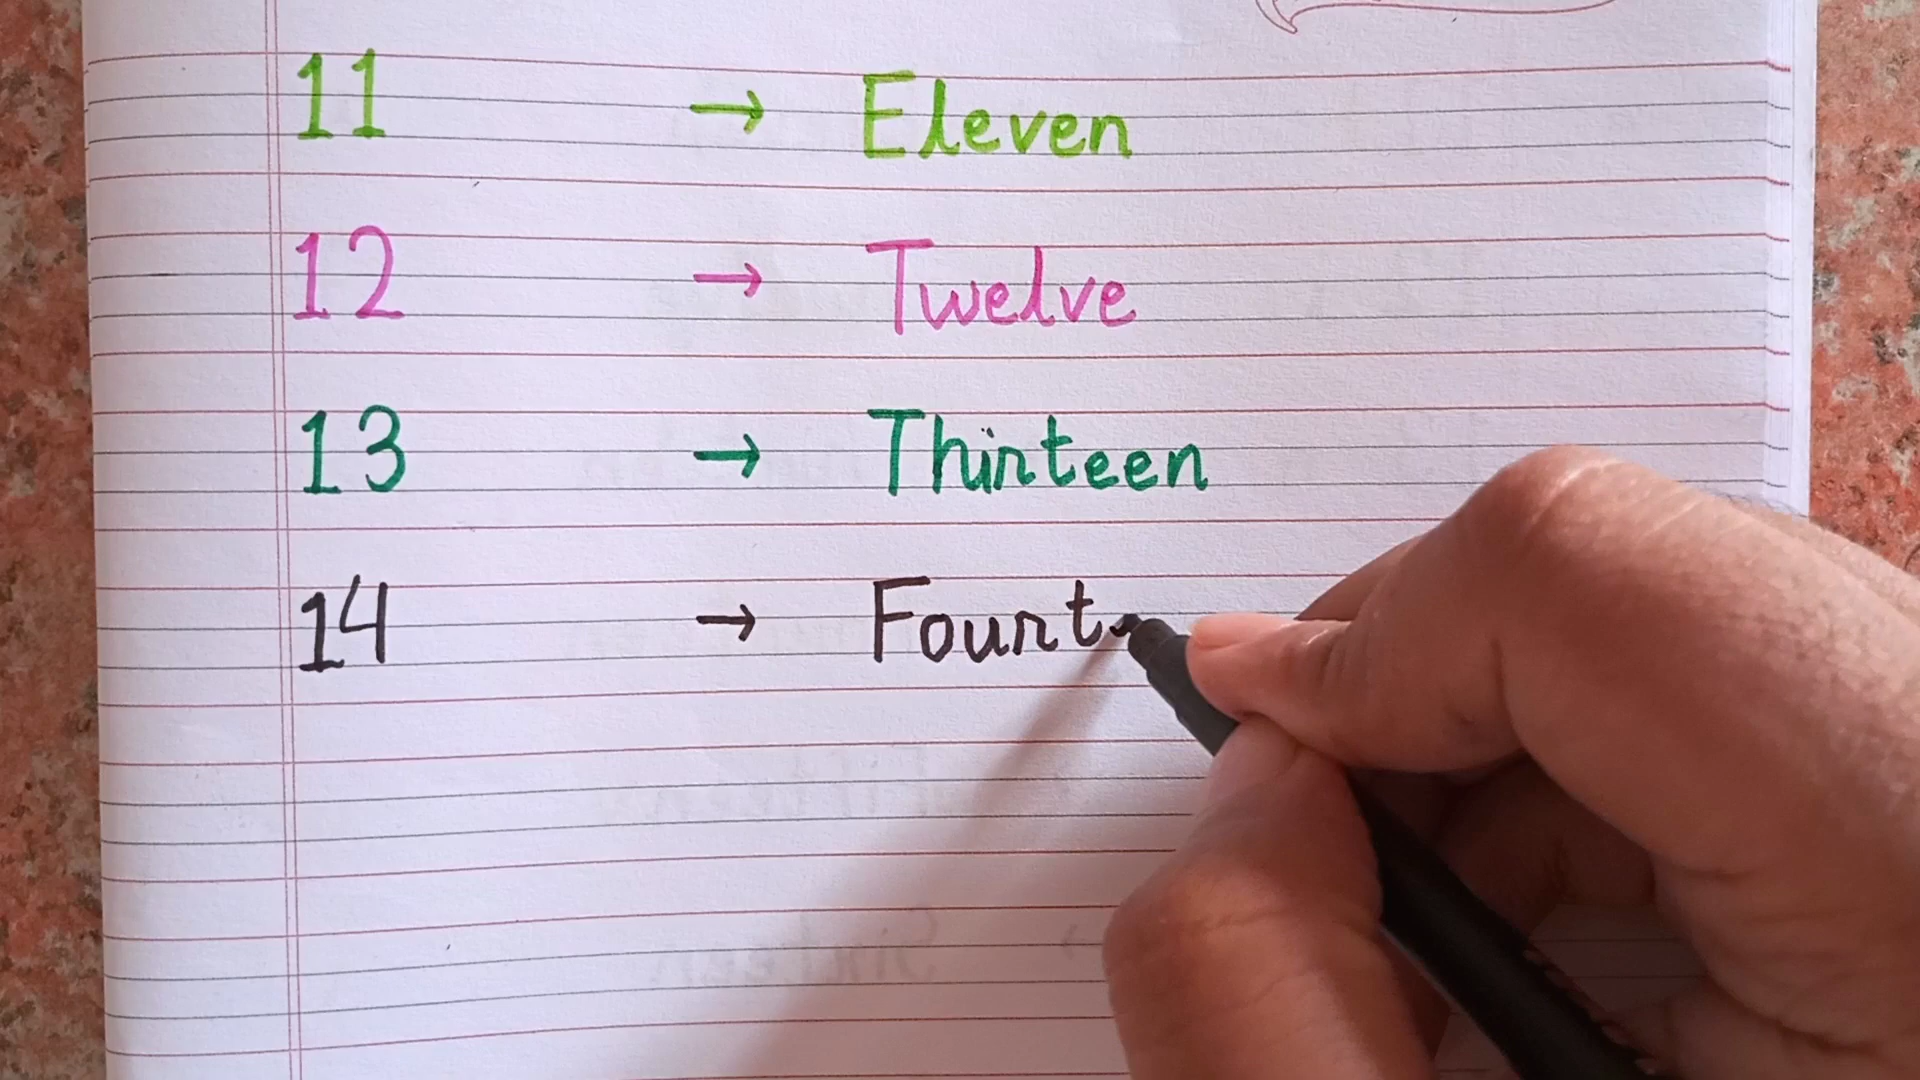 11 → Eleven
12 → Twelve
13 → Thirteen
14 → Fourt